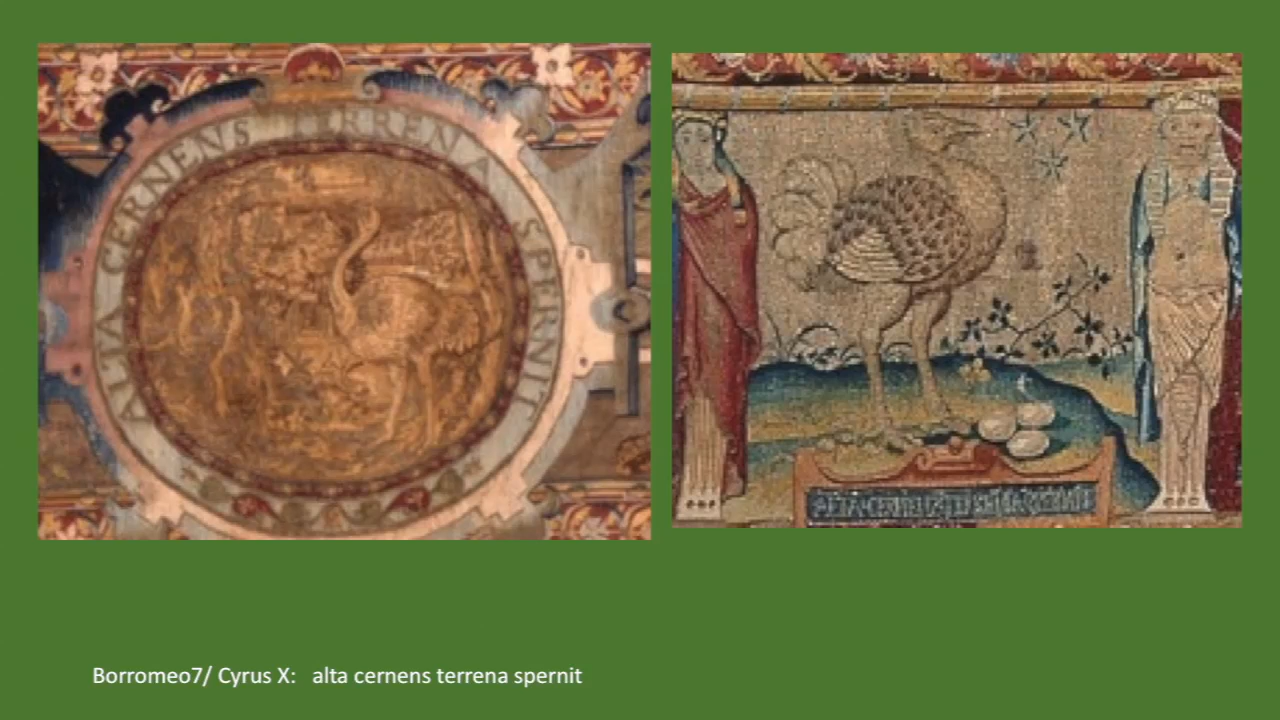 ALTA CERNENS TERRENA SPERNIT
Borromeo7/ Cyrus X: alta cernens terrena spernit